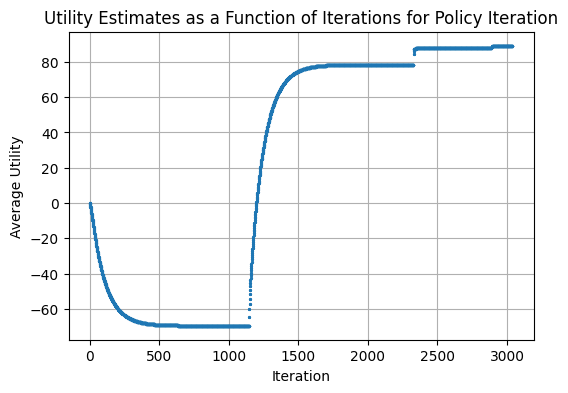 Utility Estimates as a Function of Iterations for Policy Iteration
Average Utility
80
60
40
20
0
−20
−40
−60
0 500 1000 1500 2000 2500 3000
Iteration